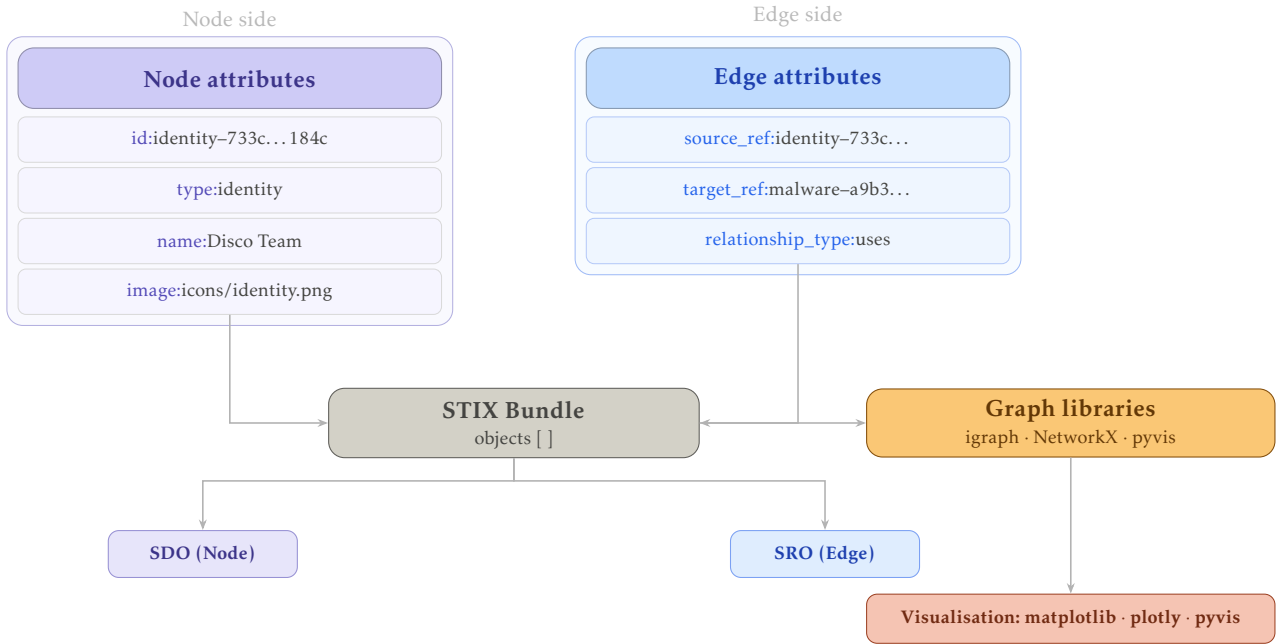 Node side
Edge side
Node attributes
id:identity–733c...184c
type:identity
name:Disco Team
image:icons/identity.png
Edge attributes
source_ref:identity–733c...
target_ref:malware–a9b3...
relationship_type:uses
STIX Bundle
objects [ ]
Graph libraries
igraph · NetworkX · pyvis
SDO (Node)
SRO (Edge)
Visualisation: matplotlib · plotly · pyvis